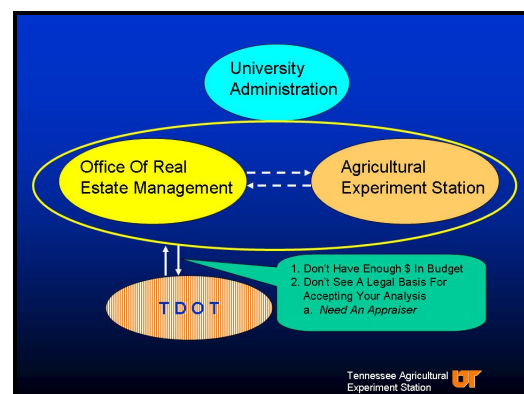 University
Administration
Office Of Real
Estate Management
Agricultural
Experiment Station
1. Don't Have Enough $ In Budget
2. Don't See A Legal Basis For
Accepting Your Analysis
a. Need An Appraiser
T D O T
Tennessee Agricultural
Experiment Station
UT